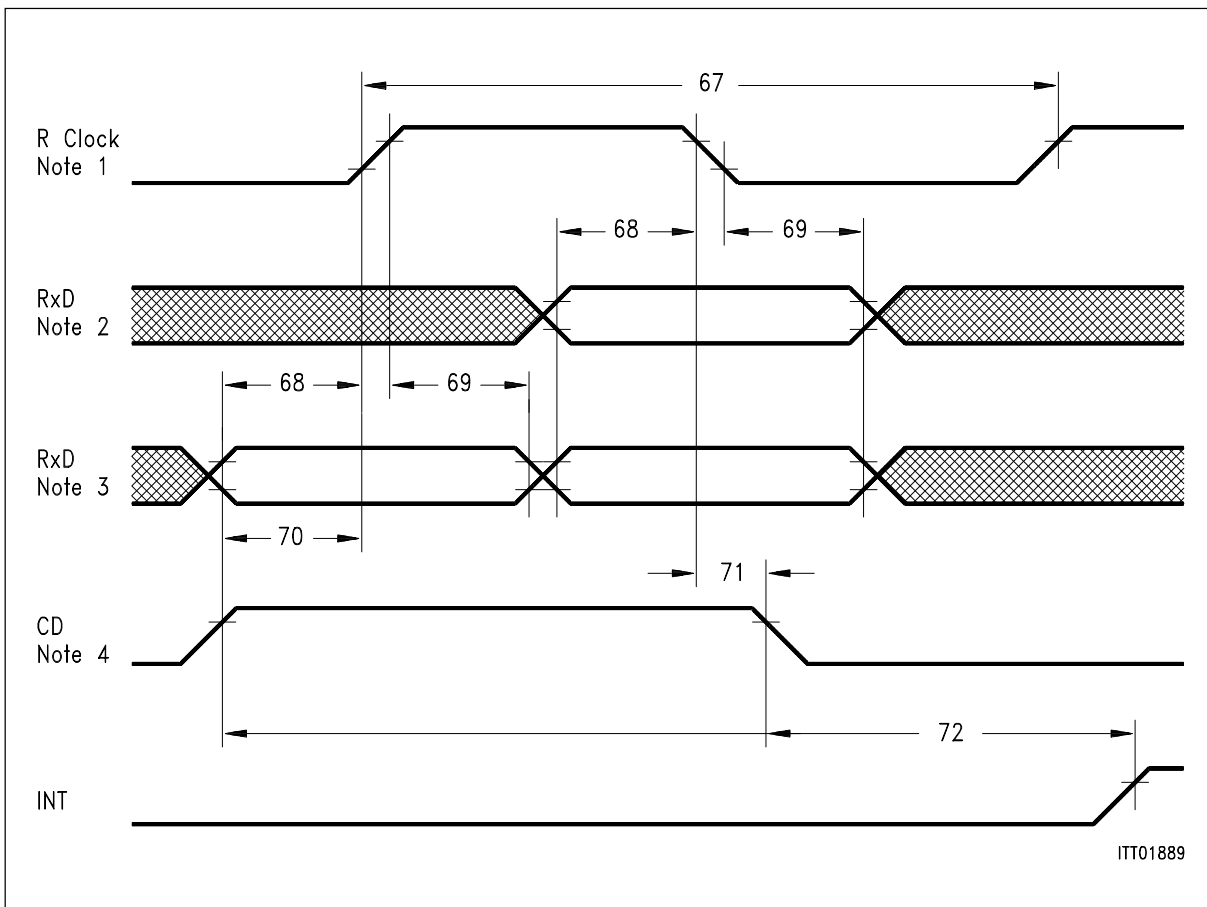 67
R Clock
Note 1
68
69
RxD
Note 2
68
69
RxD
Note 3
70
71
CD
Note 4
72
INT
ITT01889